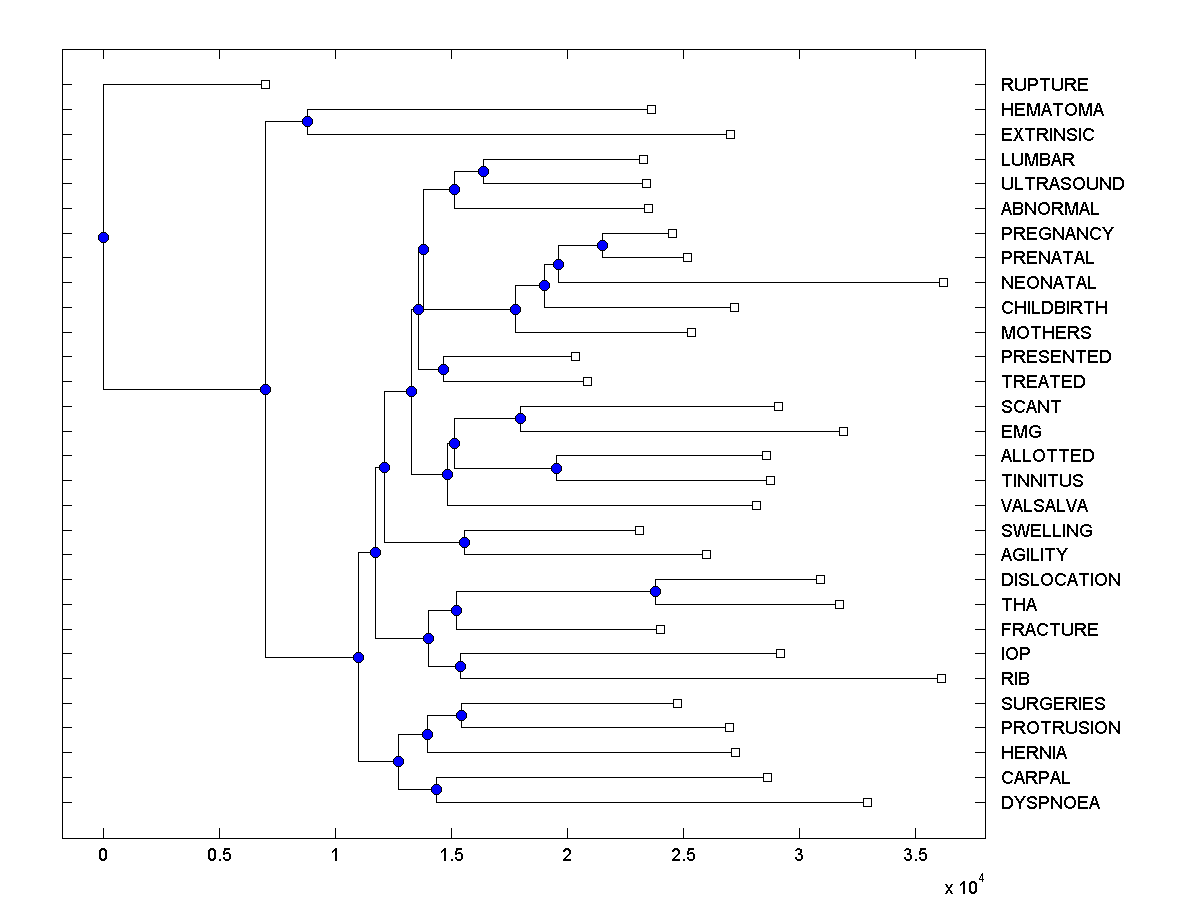 RUPTURE
HEMATOMA
EXTRINSIC
LUMBAR
ULTRASOUND
ABNORMAL
PREGNANCY
PRENATAL
NEONATAL
CHILDBIRTH
MOTHERS
PRESENTED
TREATED
SCANT
EMG
ALLOTTED
TINNITUS
VALSALVA
SWELLING
AGILITY
DISLOCATION
THA
FRACTURE
IOP
RIB
SURGERIES
PROTRUSION
HERNIA
CARPAL
DYSPNOEA
0 0.5 1 1.5 2 2.5 3 3.5
x 10^4